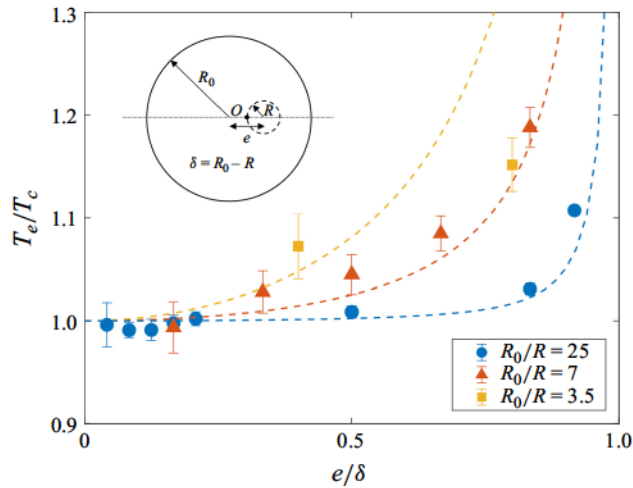 1.3
1.2
1.1
1.0
0.9
T_e/T_c
R_0
O
R
e
δ = R_0 – R
R_0/R = 25
R_0/R = 7
R_0/R = 3.5
0
0.5
1.0
e/δ